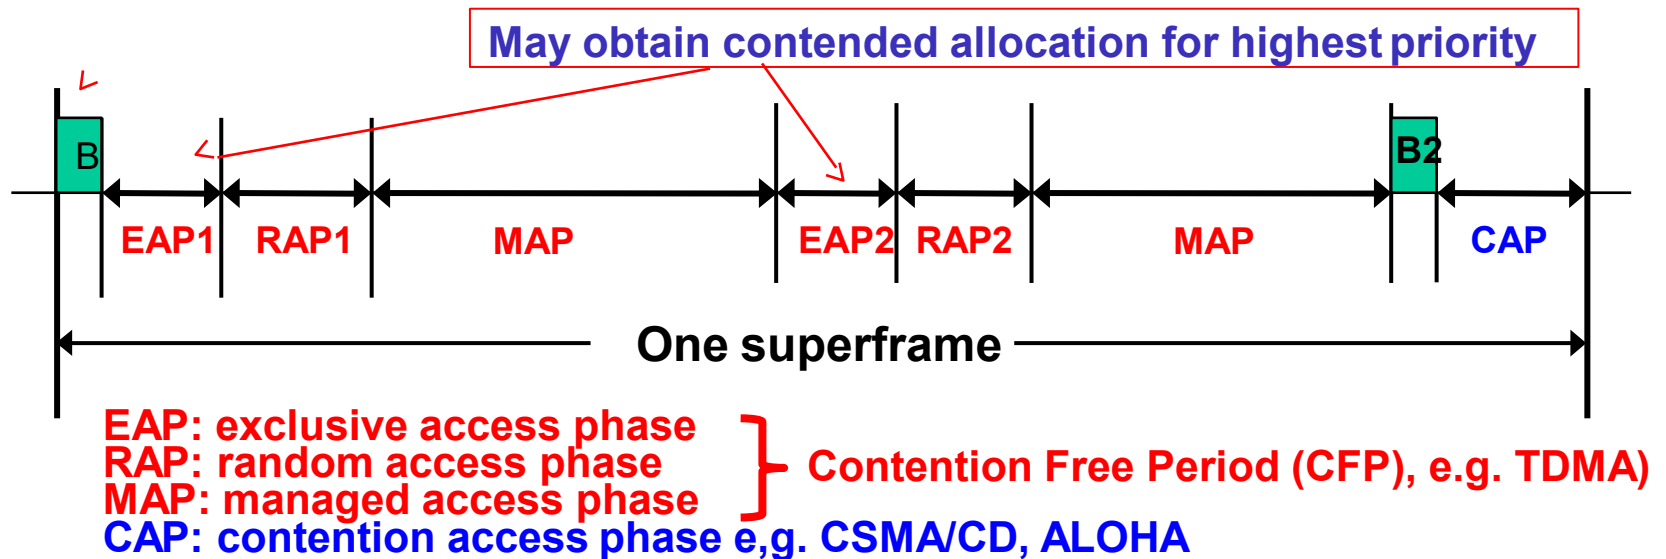 May obtain contended allocation for highest priority
B
B2
EAP1
RAP1
MAP
EAP2
RAP2
MAP
CAP
One superframe
EAP: exclusive access phase
RAP: random access phase
MAP: managed access phase
Contention Free Period (CFP), e.g. TDMA)
CAP: contention access phase e,g. CSMA/CD, ALOHA